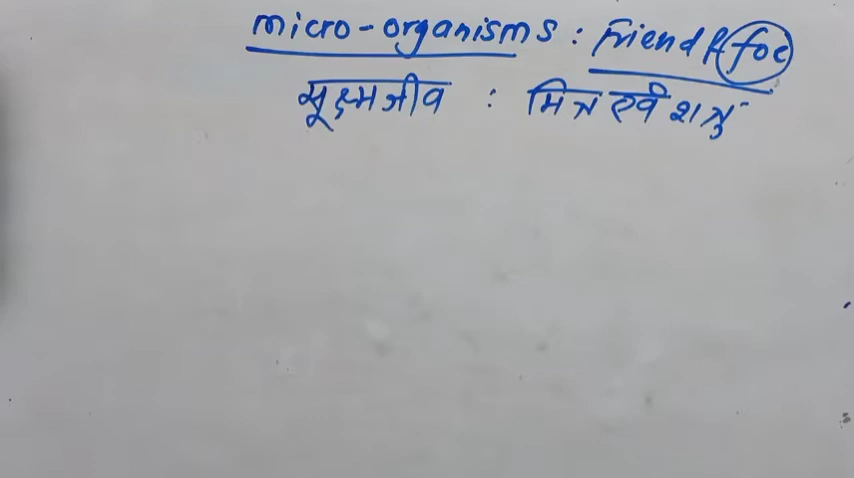 micro-organisms : Friend & foe
सूक्ष्मजीव : मित्र एवं शत्रु